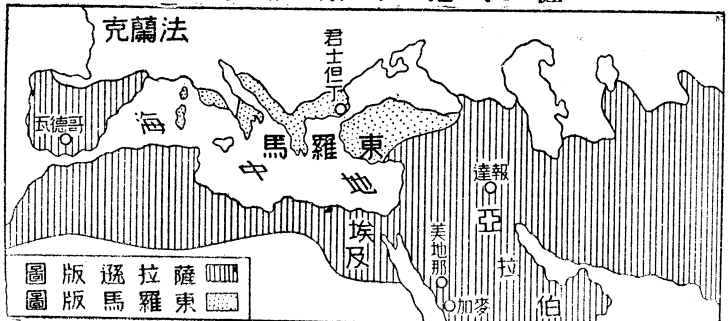 法蘭克
君士但丁
哥德瓦
東羅馬
地中海
報達
亞拉伯
埃及
美地那
麥加
薩拉遜版圖
東羅馬版圖